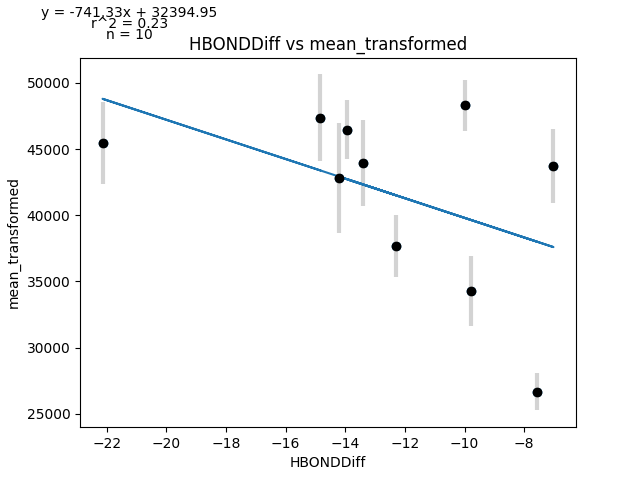 y = -741.33x + 32394.95
r^2 = 0.23
n = 10
HBONDDiff vs mean_transformed
50000
45000
40000
35000
30000
25000
mean_transformed
−22
−20
−18
−16
−14
−12
−10
−8
HBONDDiff